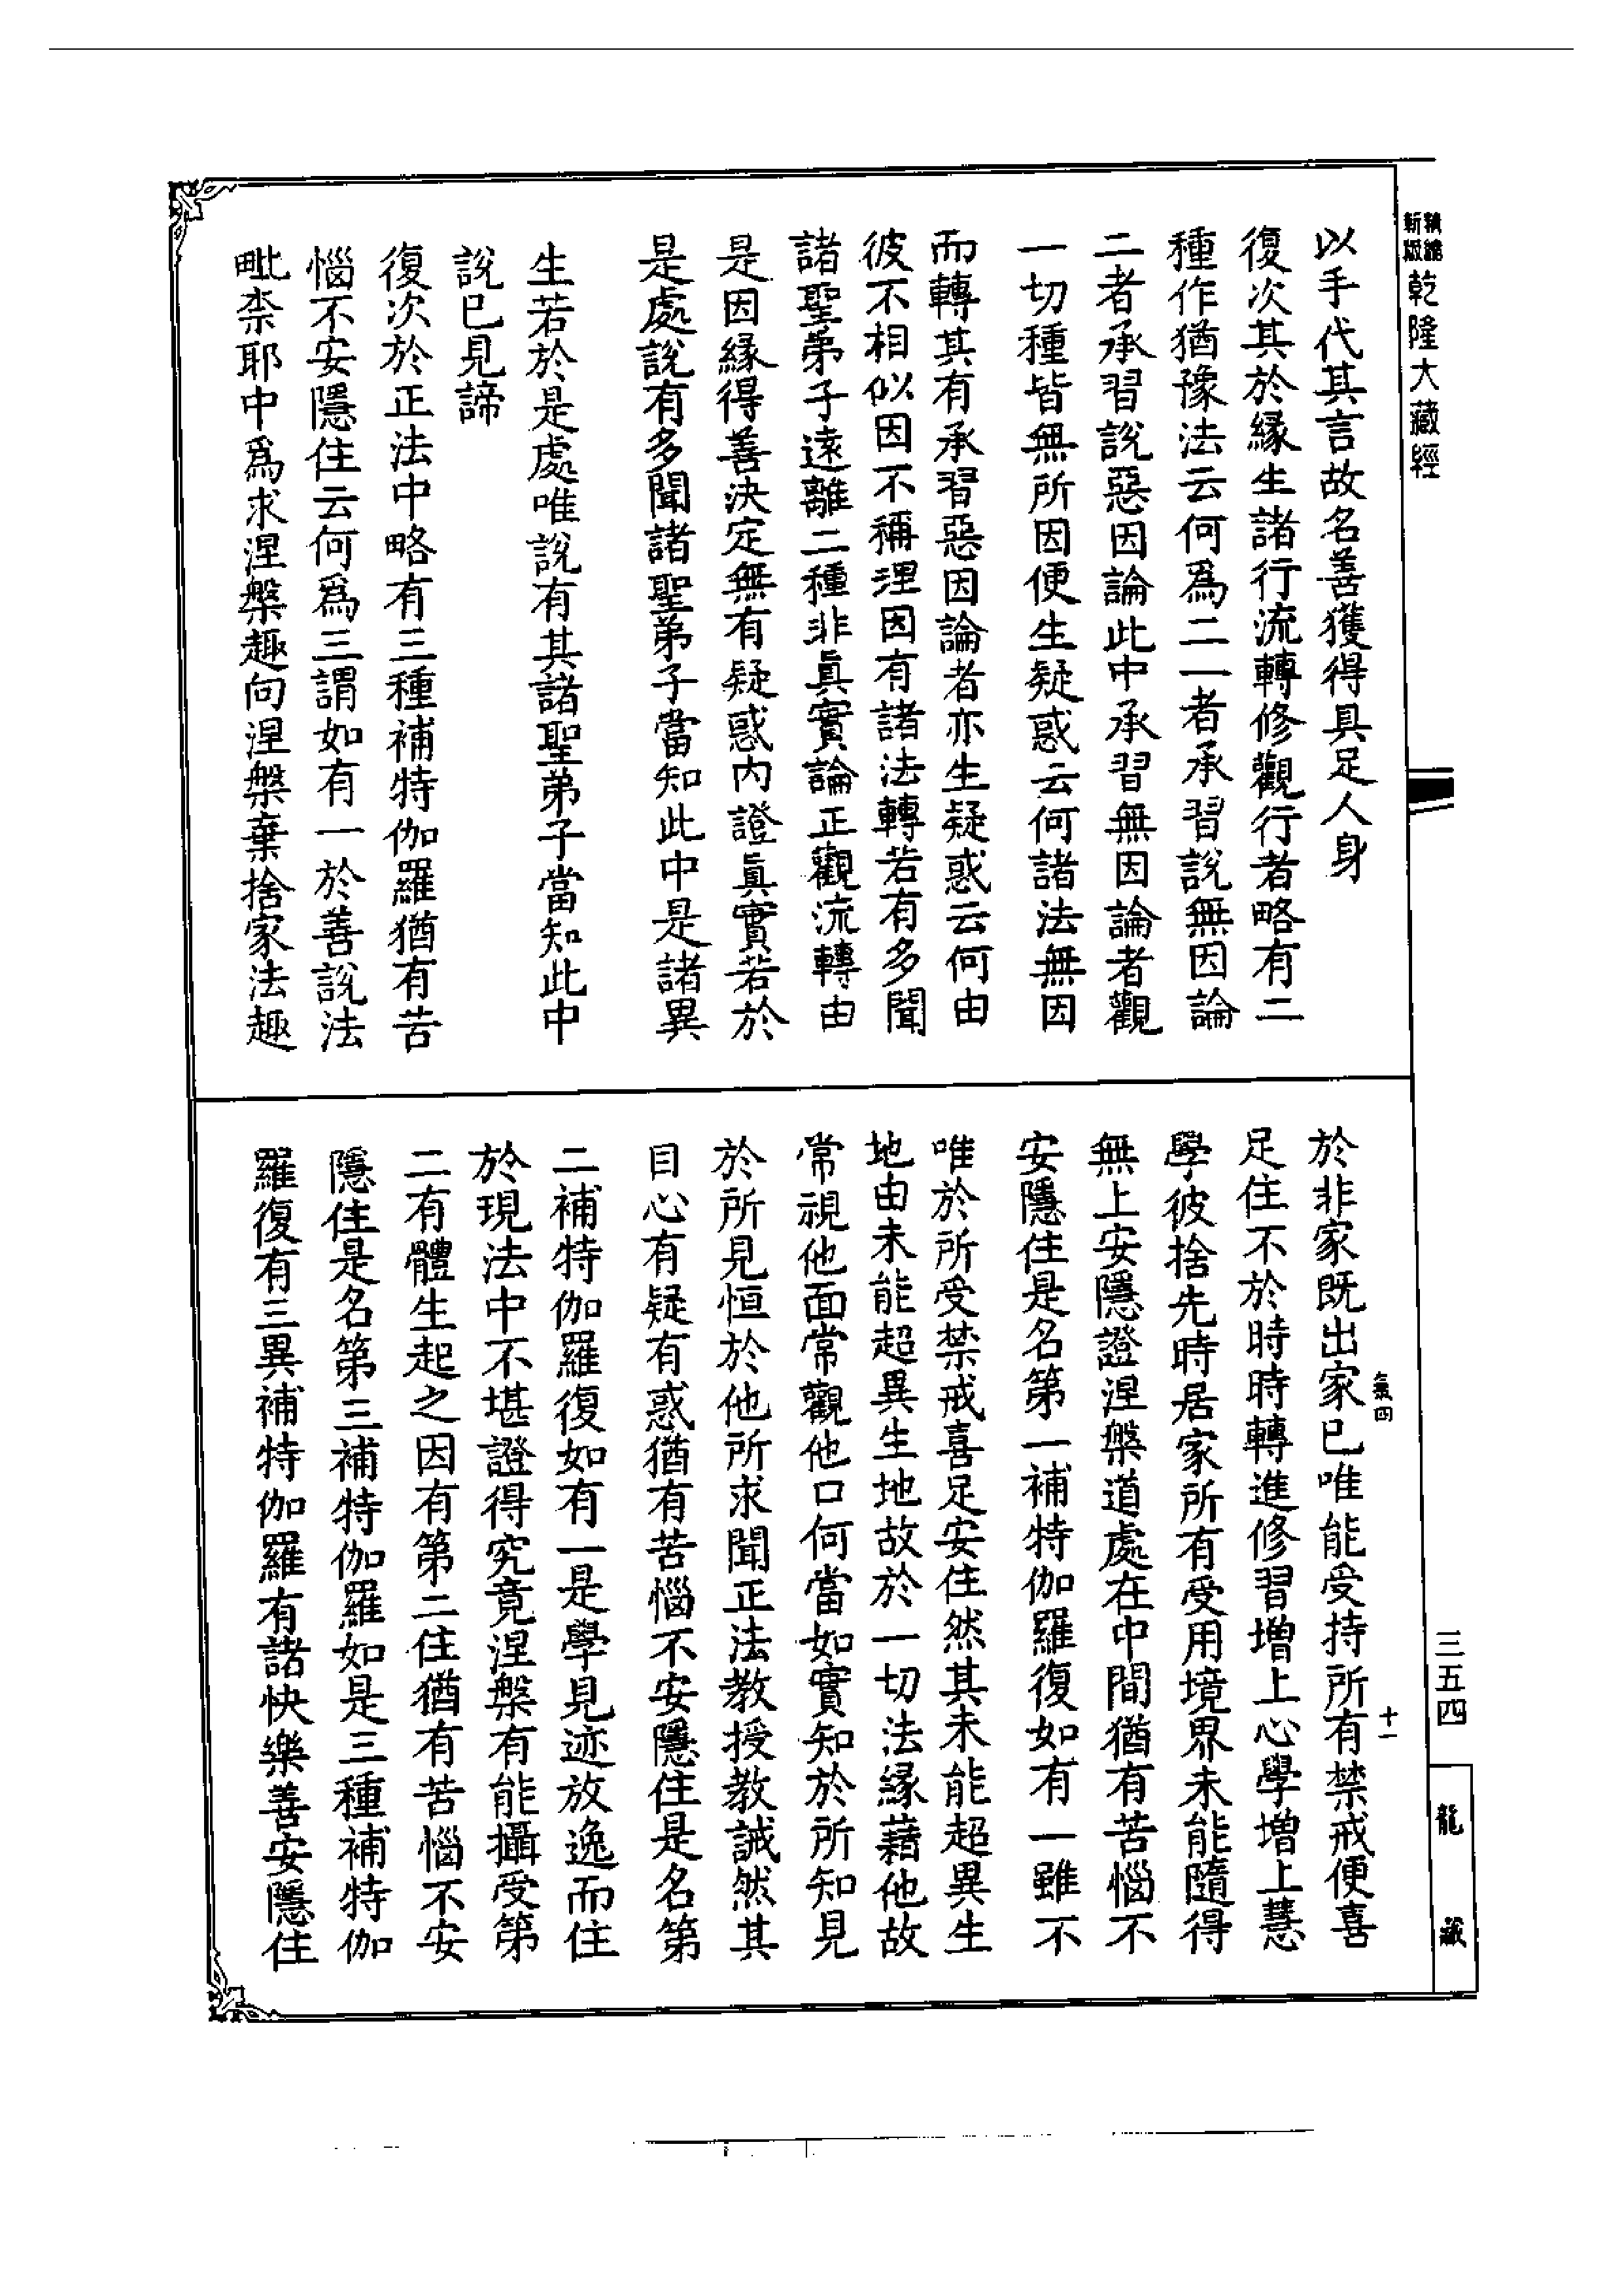 精繕新版
乾隆大藏經
以手代其言故名善獲得具足人身
復次其於緣生諸行流轉修觀行者略有二
種作猶豫法云何爲二一者承習說無因論
二者承習說惡因論此中承習無因論者觀
一切種皆無所因便生疑惑云何諸法無因
而轉其有承習惡因論者亦生疑惑云何由
彼不相似因不稱理因有諸法轉若有多聞
諸聖弟子遠離二種非眞實論正觀流轉由
是因緣得善決定無有疑惑內證眞實若於
是處說有多聞諸聖弟子當知此中是諸異
生若於是處唯說有其諸聖弟子當知此中
說已見諦
復次於正法中略有三種補特伽羅猶有苦
惱不安隱住云何爲三謂如有一於善說法
毗柰耶中爲求涅槃趣向涅槃棄捨家法趣
於非家既出家已唯能受持所有禁戒便喜
足住不於時時轉進修習增上心學增上慧
學彼捨先時居家所有受用境界未能隨得
無上安隱證涅槃道處在中間猶有苦惱不
安隱住是名第一補特伽羅復如有一雖不
唯於所受禁戒喜足安住然其未能超異生
地由未能超異生地故於一切法緣藉他故
常視他面常觀他口何當如實知於所知見
於所見恒於他所求聞正法教授教誡然其
目心有疑有惑猶有苦惱不安隱住是名第
二補特伽羅復如有一是學見迹放逸而住
於現法中不堪證得究竟涅槃有能攝受第
二有體生起之因有第二住猶有苦惱不安
隱住是名第三補特伽羅如是三種補特伽
羅復有三異補特伽羅有諸快樂善安隱住
氣四
十一
三五四
龍藏